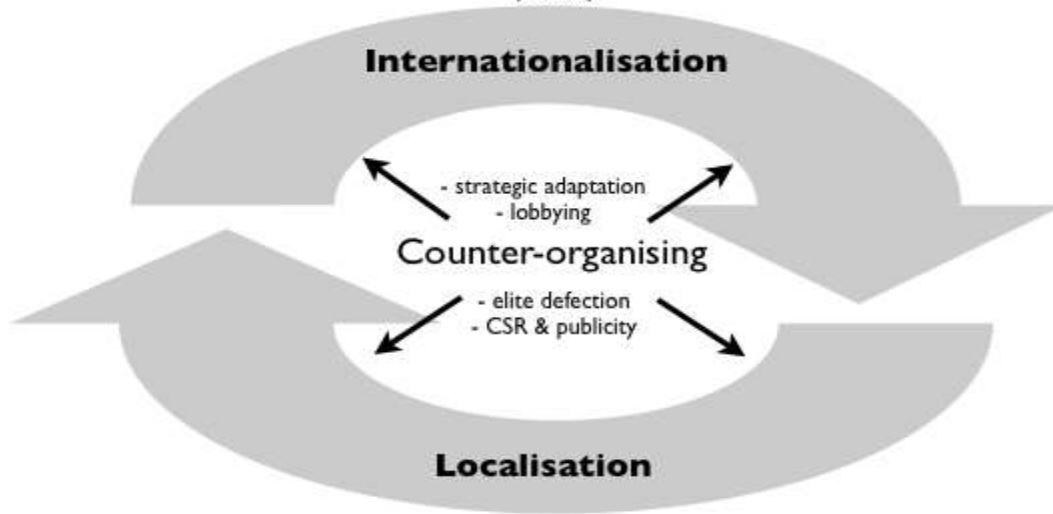 Internationalisation
- strategic adaptation
- lobbying
Counter-organising
- elite defection
- CSR & publicity
Localisation